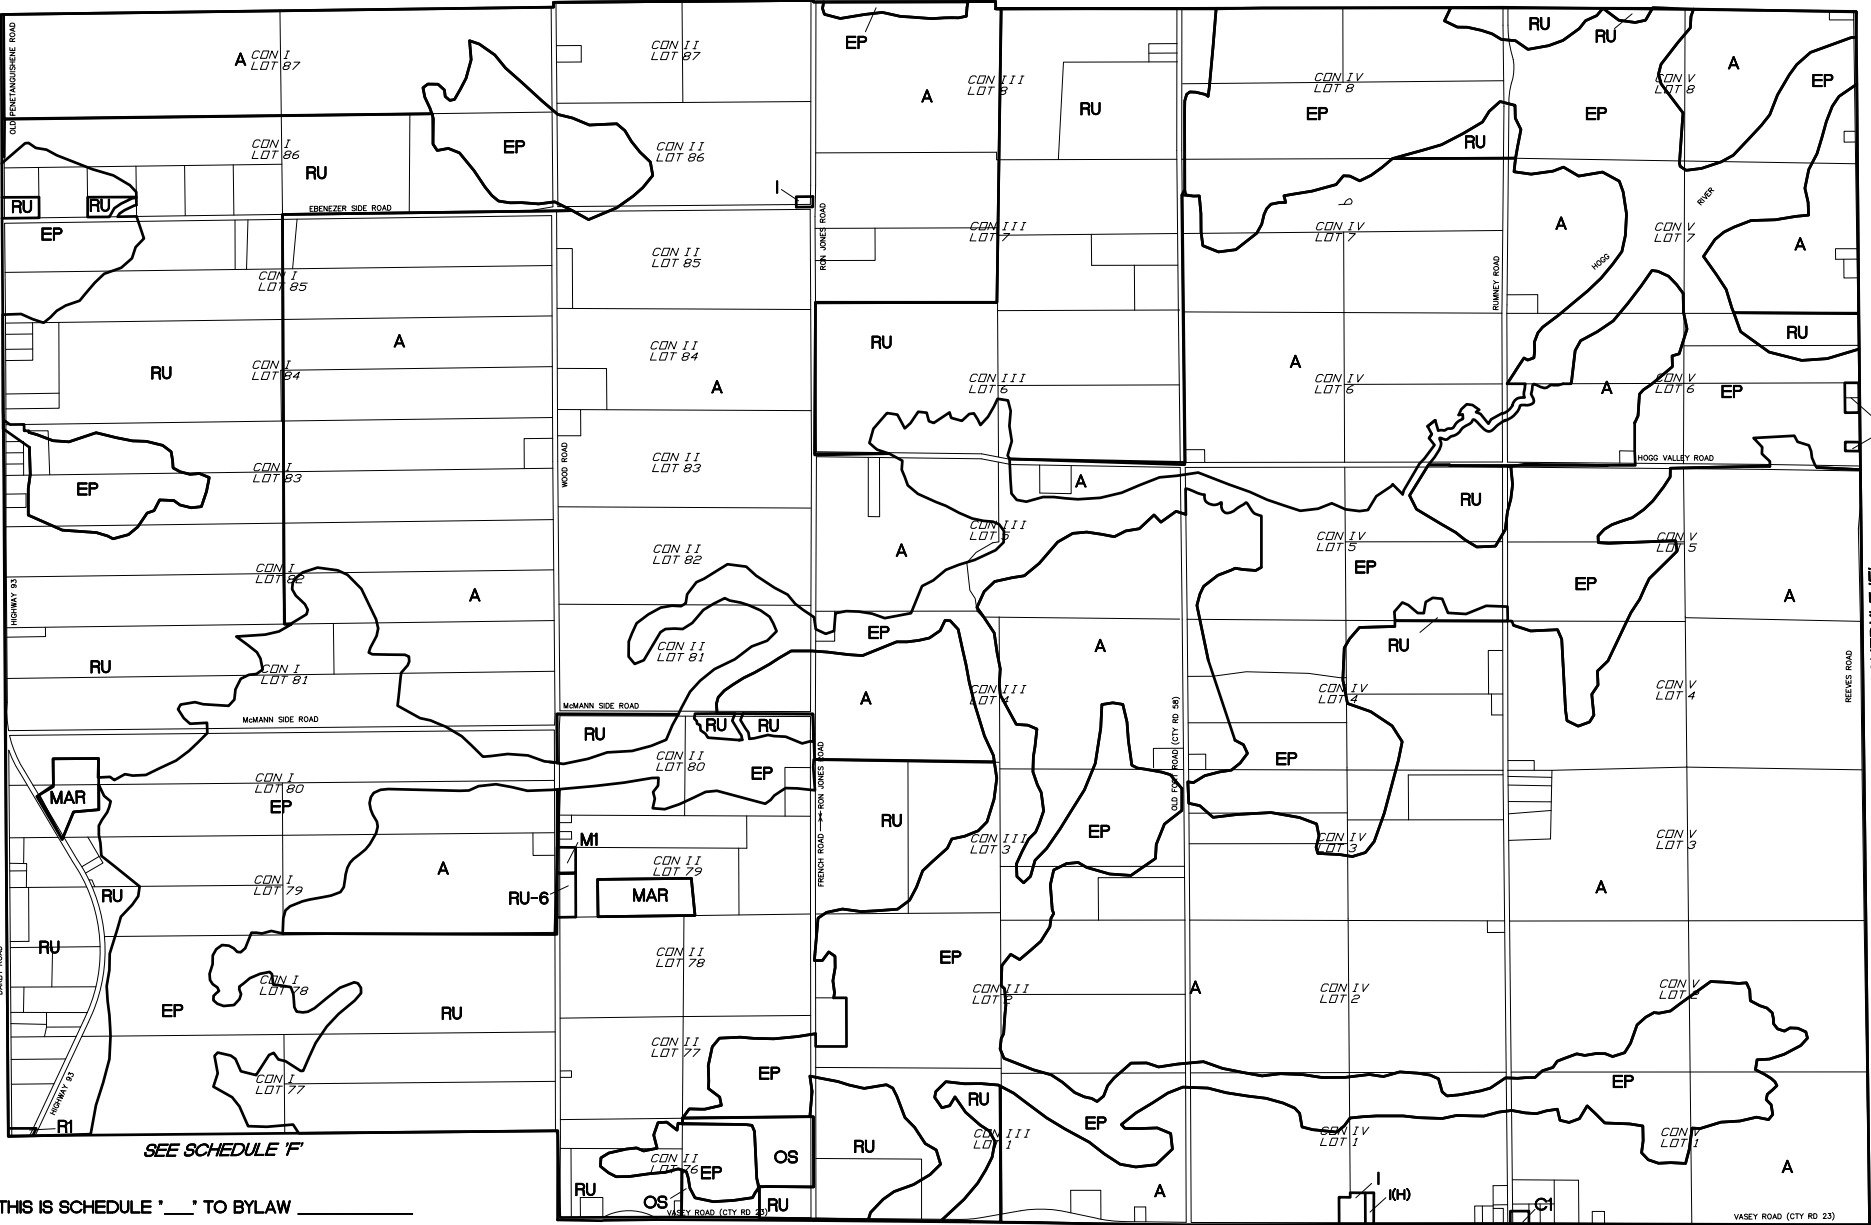 OLD PENETANGUISHENE ROAD
A
CON I
LOT 87
CON II
LOT 87
EP
A
CON III
LOT 8
RU
CON IV
LOT 8
EP
RU
RU
RU
EP
CON V
LOT 8
A
EP
CON I
LOT 86
RU
EP
CON II
LOT 86
RU
RU
EBENEZER SIDE ROAD
I
EP
RON JONES ROAD
CON III
LOT 7
CON IV
LOT 7
A
HOGG
RIVER
CON V
LOT 7
A
CON I
LOT 85
CON II
LOT 85
RUMNEY ROAD
RU
A
CON I
LOT 84
CON II
LOT 84
A
RU
CON III
LOT 6
A
CON IV
LOT 6
A
CON V
LOT 6
EP
RU
WOOD ROAD
CON I
LOT 83
EP
CON II
LOT 83
A
HOGG VALLEY ROAD
RU
CON II
LOT 82
A
CON III
LOT 5
CON IV
LOT 5
EP
CON V
LOT 5
EP
A
HIGHWAY 93
CON I
LOT 82
A
RU
CON I
LOT 81
CON II
LOT 81
EP
A
RU
REEVES ROAD
McMANN SIDE ROAD
McMANN SIDE ROAD
A
CON III
LOT 4
OLD FORT ROAD (CTY RD 58)
CON IV
LOT 4
CON V
LOT 4
RU
RU
RU
CON II
LOT 80
EP
EP
MAR
CON I
LOT 80
EP
FRENCH ROAD
RON JONES ROAD
RU
CON III
LOT 3
EP
CON IV
LOT 3
CON V
LOT 3
M1
A
CON I
LOT 79
RU
RU-6
CON II
LOT 79
MAR
A
RU
CON II
LOT 78
EP
CON I
LOT 78
EP
RU
CON III
LOT 2
A
CON IV
LOT 2
CON V
LOT 2
CON II
LOT 77
EP
CON I
LOT 77
HIGHWAY 93
R1
EP
RU
EP
CON III
LOT 1
RU
CON IV
LOT 1
CON V
LOT 1
SEE SCHEDULE 'F'
CON II
LOT 76
EP
OS
OS
RU
RU
A
A
I
I(H)
C1
THIS IS SCHEDULE "___" TO BYLAW ____________
VASEY ROAD (CTY RD 23)
VASEY ROAD (CTY RD 23)